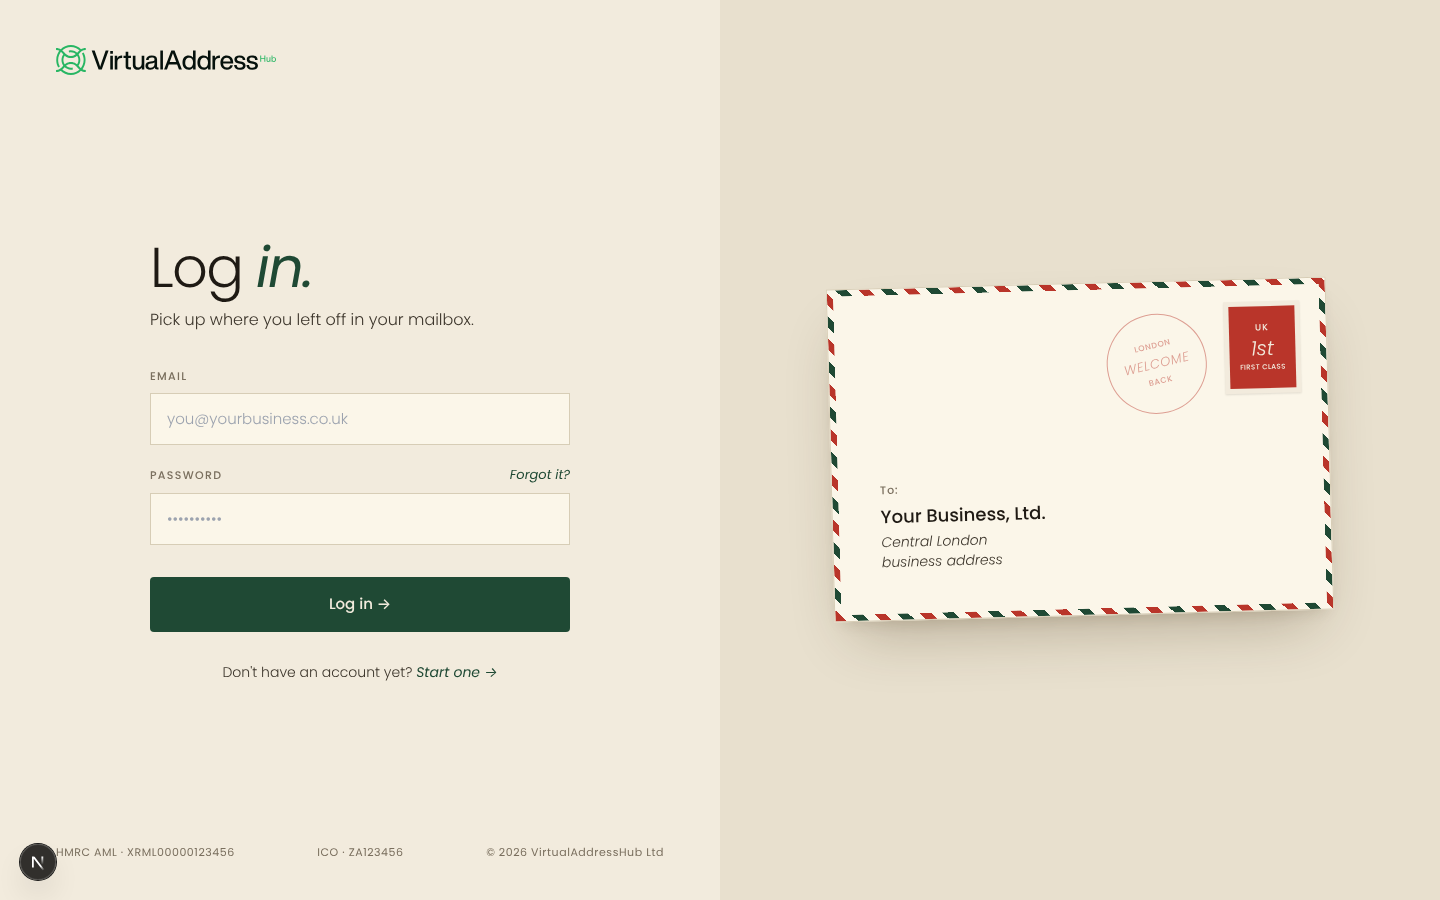 VirtualAddress Hub
Log in.
Pick up where you left off in your mailbox.
EMAIL
you@yourbusiness.co.uk
PASSWORD
Forgot it?
••••••••••
Log in →
Don't have an account yet? Start one →
HMRC AML · XRML00000123456
ICO · ZA123456
© 2026 VirtualAddressHub Ltd
N
LONDON
WELCOME
BACK
UK
1st
FIRST CLASS
To:
Your Business, Ltd.
Central London
business address